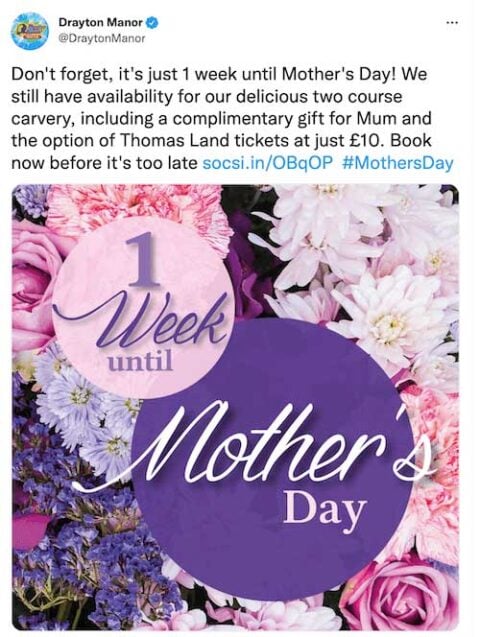 Drayton Manor
@DraytonManor
Don't forget, it's just 1 week until Mother's Day! We
still have availability for our delicious two course
carvery, including a complimentary gift for Mum and
the option of Thomas Land tickets at just £10. Book
now before it's too late socsi.in/OBqOP #MothersDay
1
Week
until
Mother's
Day